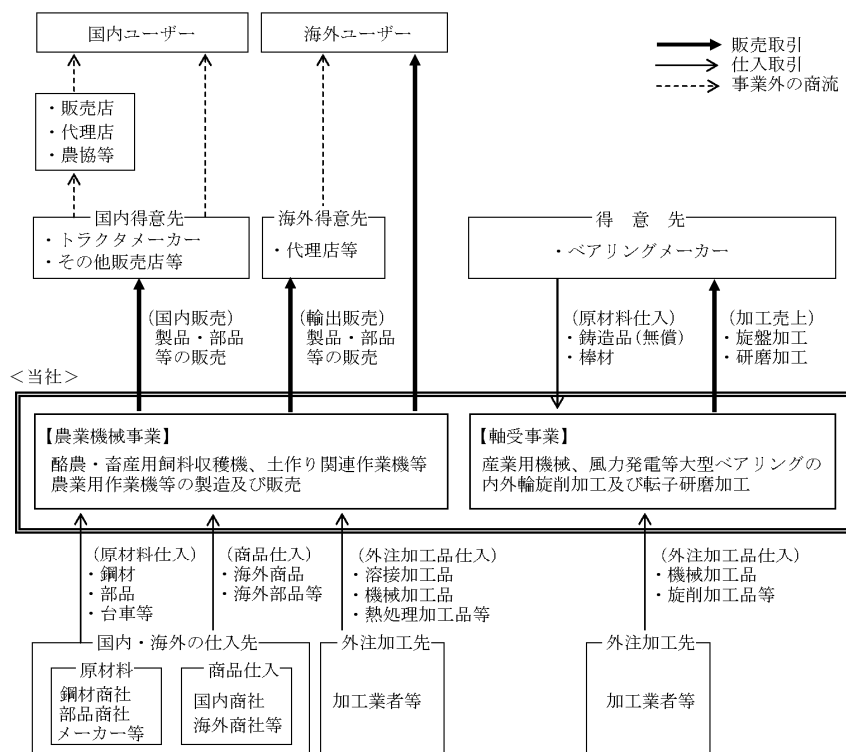 国内ユーザー
海外ユーザー
販売取引
仕入取引
事業外の商流
・販売店
・代理店
・農協等
国内得意先
・トラクタメーカー
・その他販売店等
海外得意先
・代理店等
得　意　先
・ベアリングメーカー
(国内販売)
製品・部品
等の販売
(輸出販売)
製品・部品
等の販売
(原材料仕入)
・鋳造品(無償)
・棒材
(加工売上)
・旋盤加工
・研磨加工
＜当社＞
【農業機械事業】
酪農・畜産用飼料収穫機、土作り関連作業機等
農業用作業機等の製造及び販売
【軸受事業】
産業用機械、風力発電等大型ベアリングの
内外輪旋削加工及び転子研磨加工
(原材料仕入)
・鋼材
・部品
・台車等
(商品仕入)
・海外商品
・海外部品等
(外注加工品仕入)
・溶接加工品
・機械加工品
・熱処理加工品等
(外注加工品仕入)
・機械加工品
・旋削加工品等
国内・海外の仕入先
原材料
鋼材商社
部品商社
メーカー等
商品仕入
国内商社
海外商社等
外注加工先
加工業者等
外注加工先
加工業者等